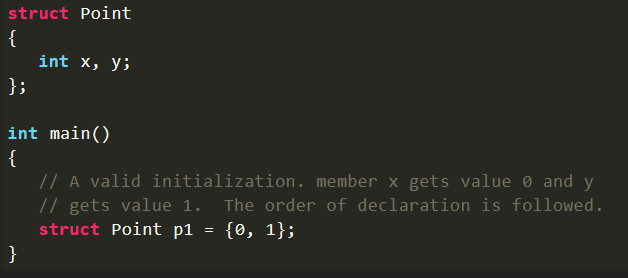 struct Point
{
   int x, y;
};

int main()
{
   // A valid initialization. member x gets value 0 and y
   // gets value 1.  The order of declaration is followed.
   struct Point p1 = {0, 1};
}